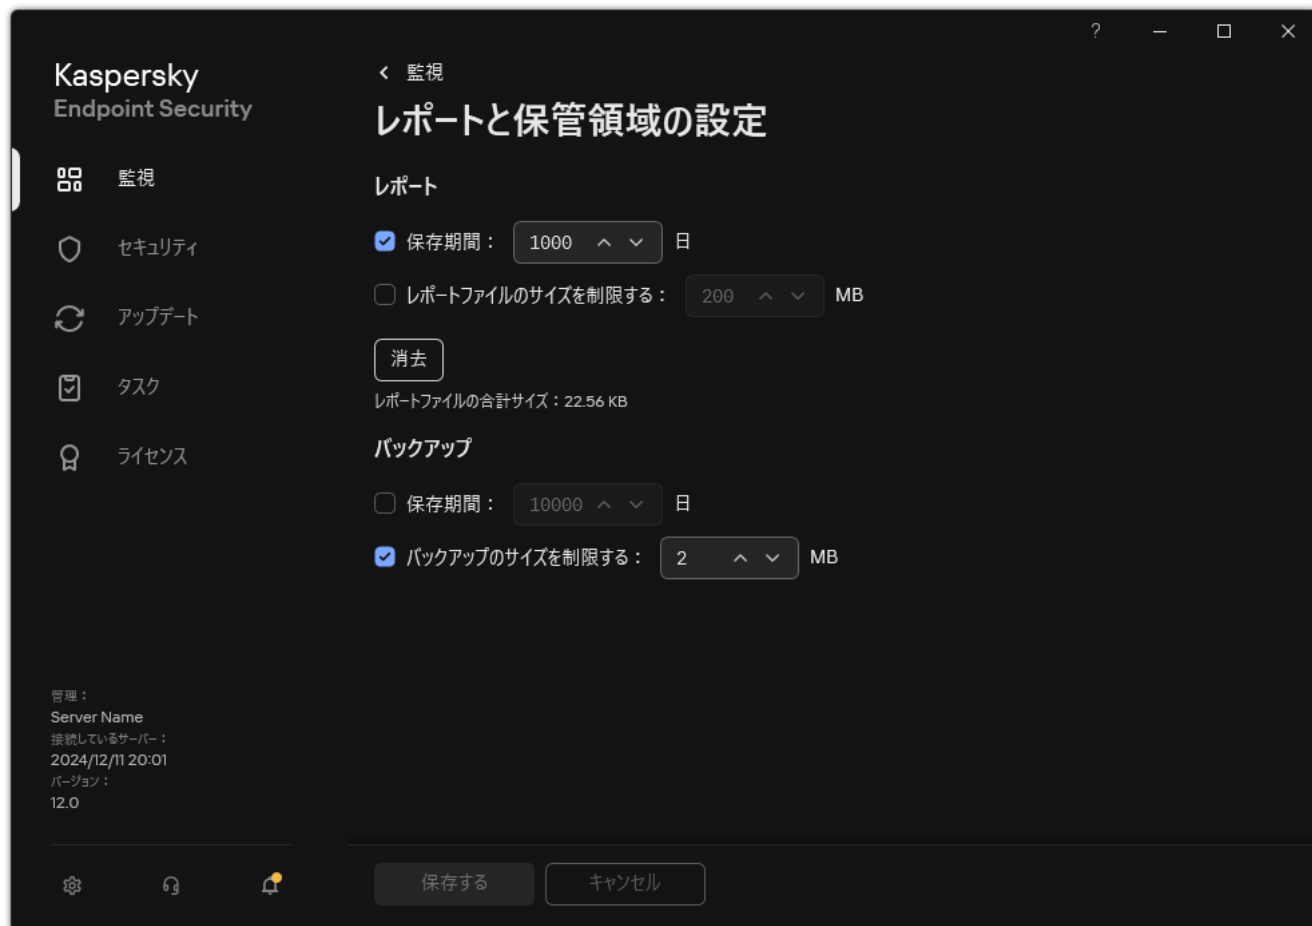 ?
Kaspersky
Endpoint Security
監視
セキュリティ
アップデート
タスク
ライセンス
管理：
Server Name
接続しているサーバー：
2024/12/11 20:01
バージョン：
12.0
監視
レポートと保管領域の設定
レポート
保存期間： 1000 日
レポートファイルのサイズを制限する： 200 MB
消去
レポートファイルの合計サイズ：22.56 KB
バックアップ
保存期間： 10000 日
バックアップのサイズを制限する： 2 MB
保存する キャンセル